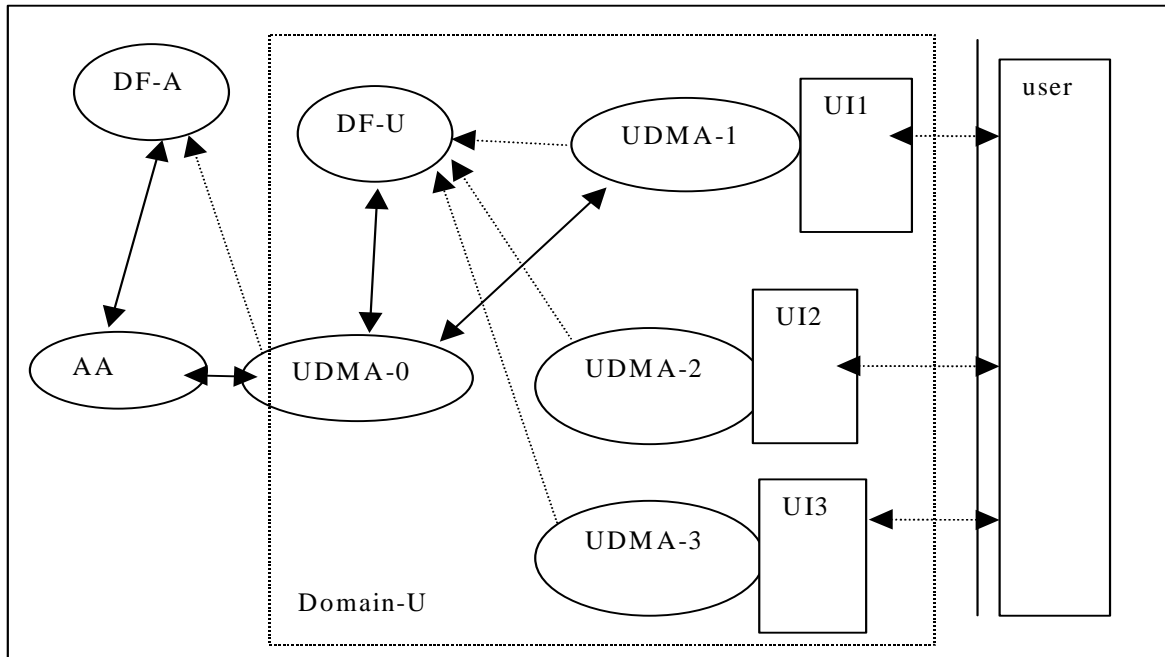 DF-A
DF-U
UDMA-1
UI1
user
AA
UDMA-0
UDMA-2
UI2
UDMA-3
UI3
Domain-U